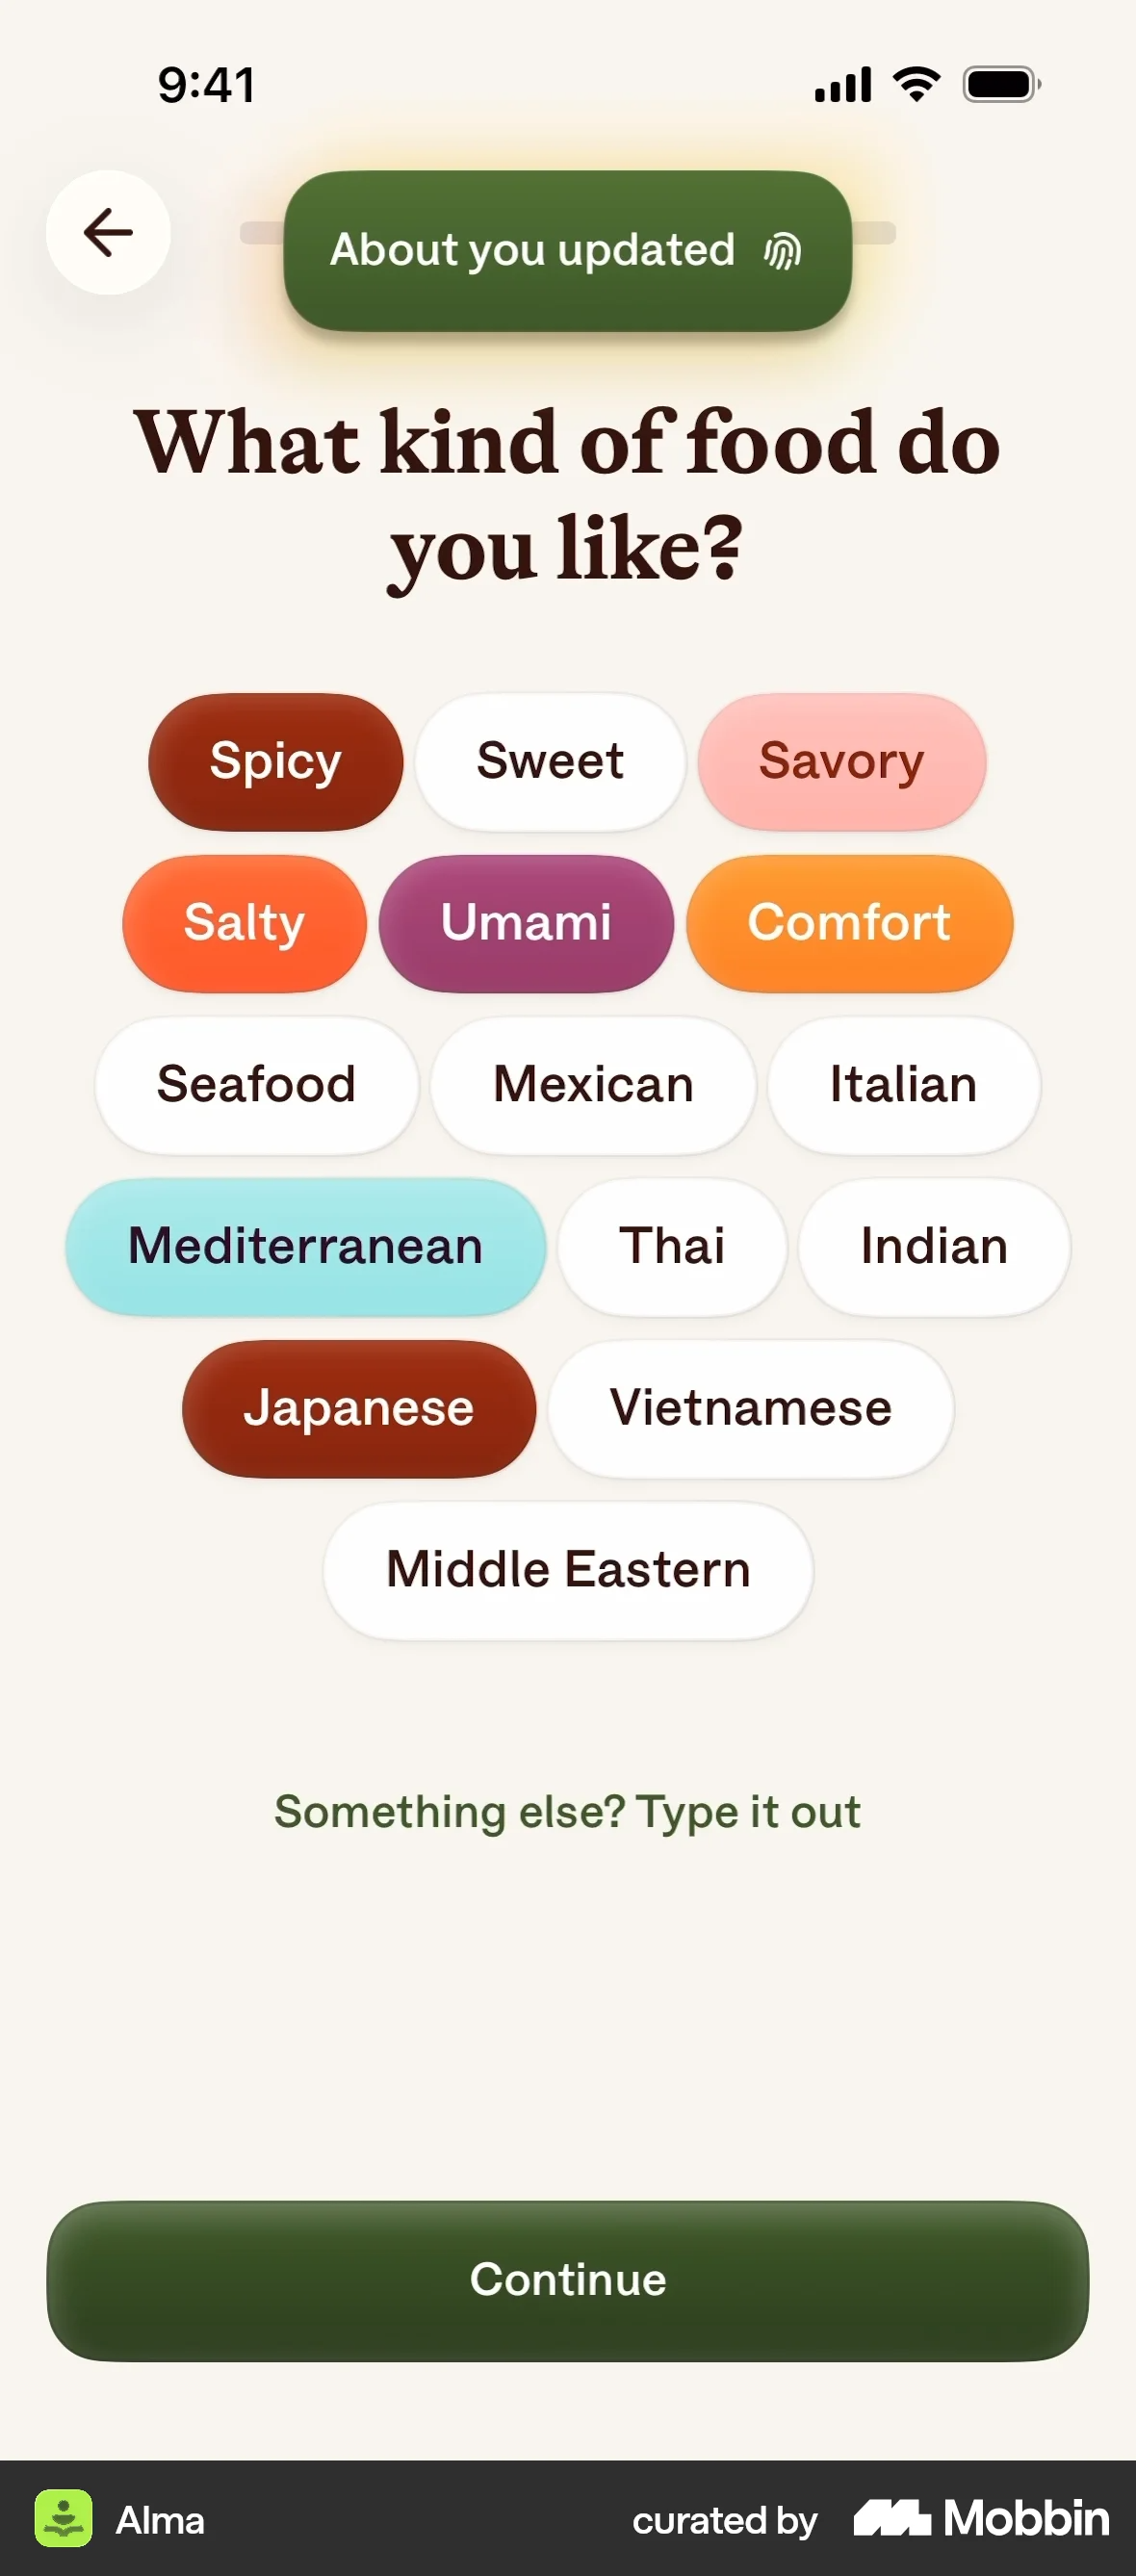 9:41
About you updated
What kind of food do
you like?
Spicy Sweet Savory
Salty Umami Comfort
Seafood Mexican Italian
Mediterranean Thai Indian
Japanese Vietnamese
Middle Eastern
Something else? Type it out
Continue
Alma curated by Mobbin